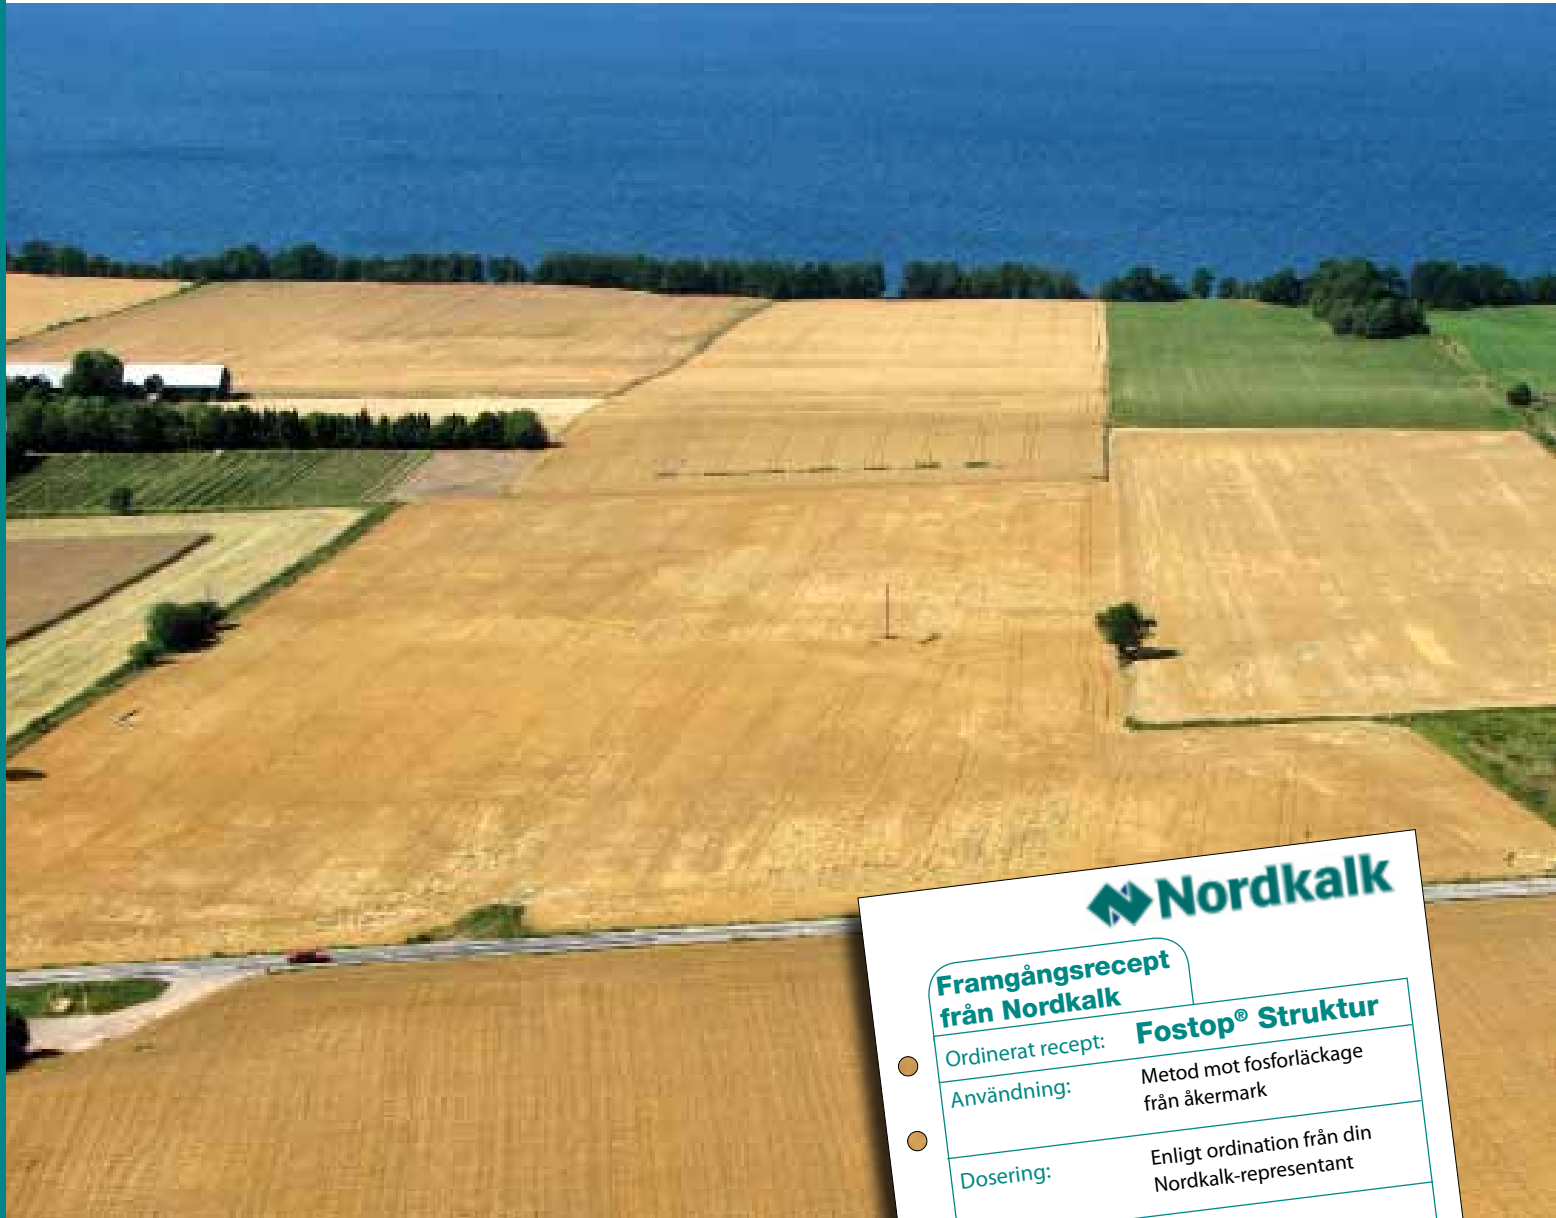 Nordkalk
Framgångsrecept
från Nordkalk
Ordinerat recept: Fostop® Struktur
Användning: Metod mot fosforläckage
från åkermark
Dosering: Enligt ordination från din
Nordkalk-representant